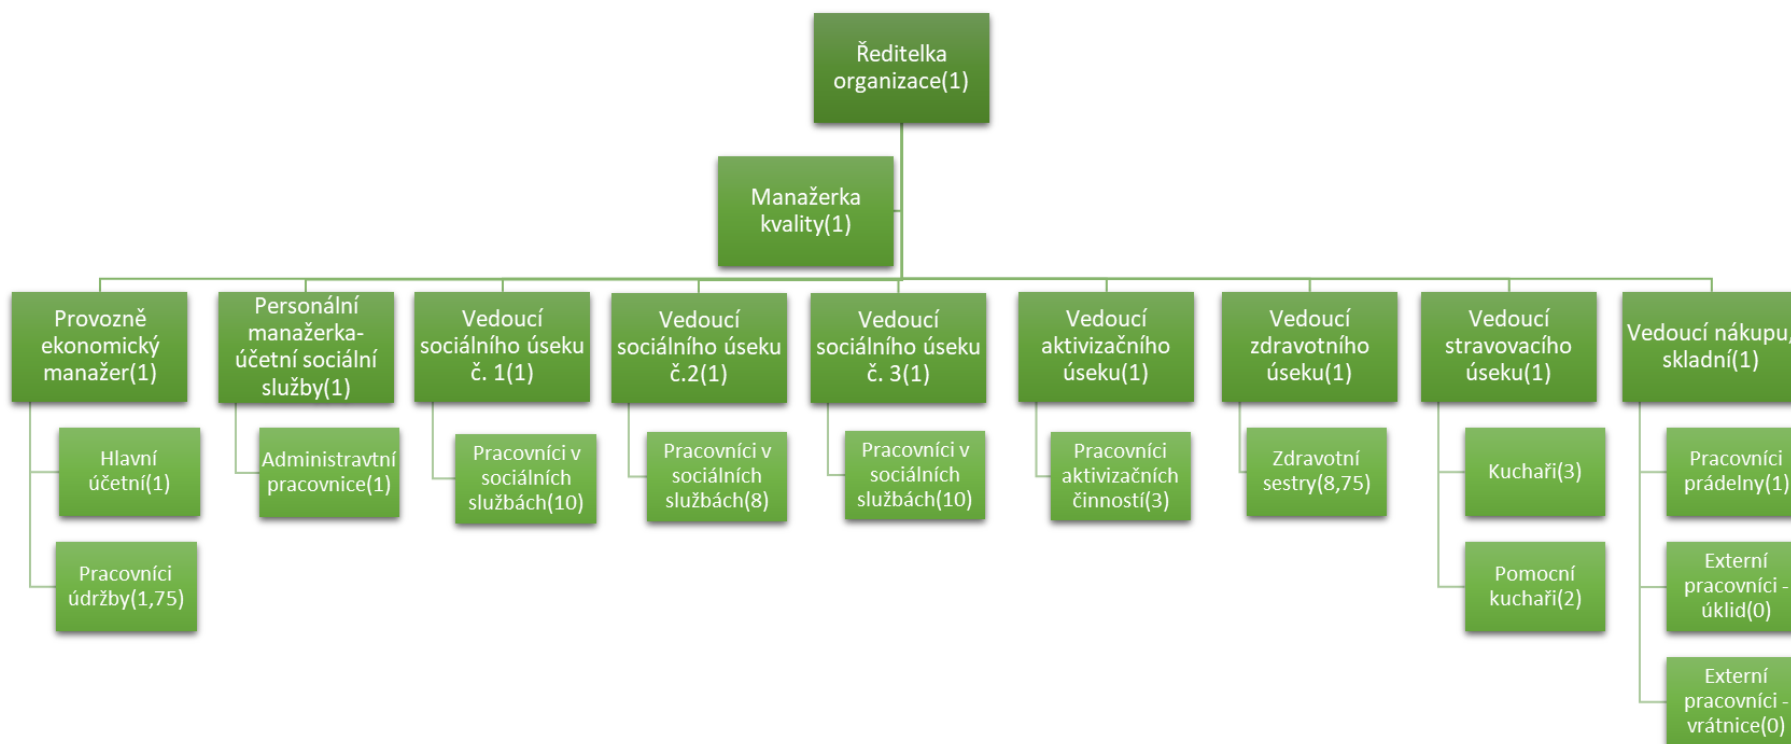 Ředitelka
organizace(1)
Manažerka
kvality(1)
Provozně
ekonomický
manažer(1)
Personální
manažerka-
účetní sociální
služby(1)
Vedoucí
sociálního úseku
č. 1(1)
Vedoucí
sociálního úseku
č.2(1)
Vedoucí
sociálního úseku
č. 3(1)
Vedoucí
aktivizačního
úseku(1)
Vedoucí
zdravotního
úseku(1)
Vedoucí
stravovacího
úseku(1)
Vedoucí nákupu,
skladní(1)
Hlavní
účetní(1)
Pracovníci
údržby(1,75)
Administravtní
pracovnice(1)
Pracovníci v
sociálních
službách(10)
Pracovníci v
sociálních
službách(8)
Pracovníci v
sociálních
službách(10)
Pracovníci
aktivizačních
činností(3)
Zdravotní
sestry(8,75)
Kuchaři(3)
Pomocní
kuchaři(2)
Pracovníci
prádelny(1)
Externí
pracovníci -
úklid(0)
Externí
pracovníci -
vrátnice(0)